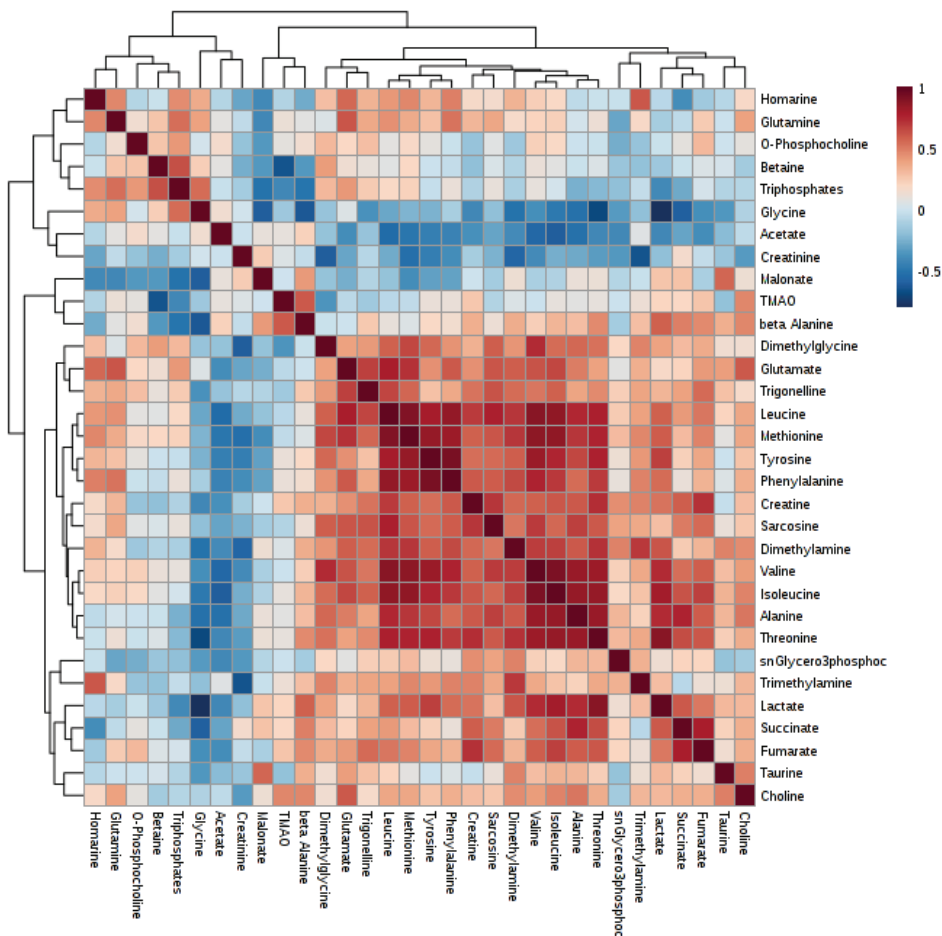 Homarine
Glutamine
O-Phosphocholine
Betaine
Triphosphates
Glycine
Acetate
Creatinine
Malonate
TMAO
beta Alanine
Dimethylglycine
Glutamate
Trigonelline
Leucine
Methionine
Tyrosine
Phenylalanine
Creatine
Sarcosine
Dimethylamine
Valine
Isoleucine
Alanine
Threonine
snGlycero3phosphoc
Trimethylamine
Lactate
Succinate
Fumarate
Taurine
Choline
1
0.5
0
-0.5
Homarine
Glutamine
O-Phosphocholine
Betaine
Triphosphates
Glycine
Acetate
Creatinine
Malonate
TMAO
beta Alanine
Dimethylglycine
Glutamate
Trigonelline
Leucine
Methionine
Tyrosine
Phenylalanine
Creatine
Sarcosine
Dimethylamine
Valine
Isoleucine
Alanine
Threonine
snGlycero3phosphoc
Trimethylamine
Lactate
Succinate
Fumarate
Taurine
Choline